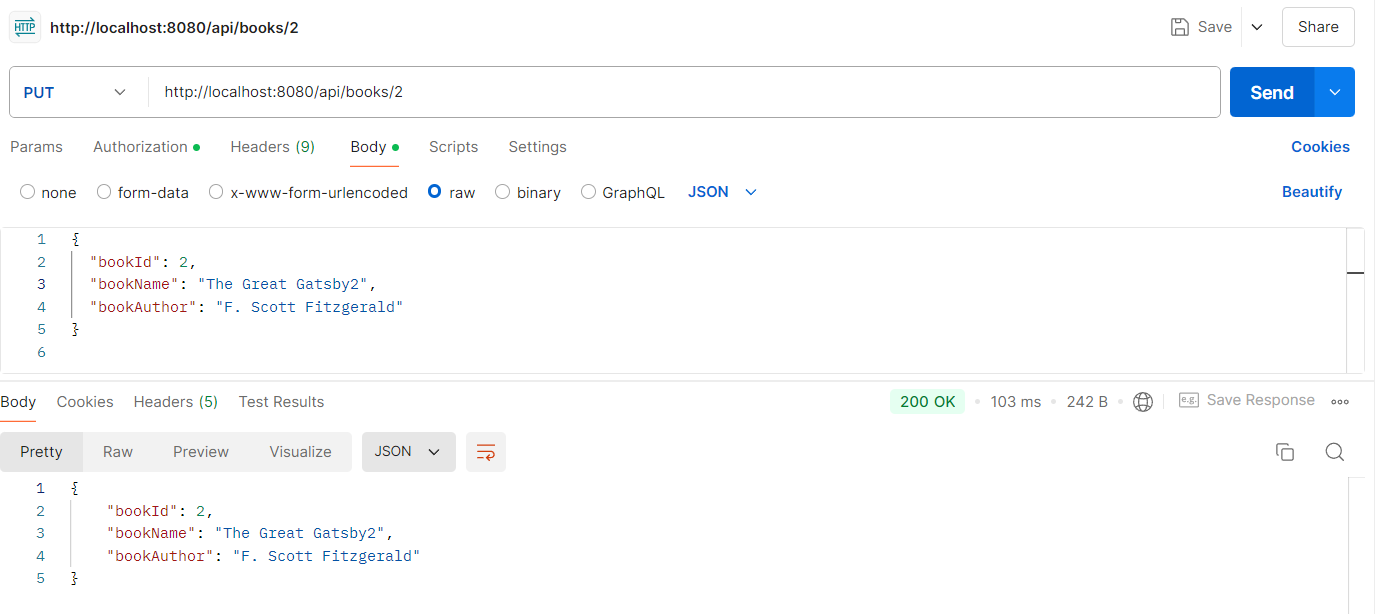 HTTP http://localhost:8080/api/books/2 Save Share
PUT http://localhost:8080/api/books/2 Send
Params Authorization Headers (9) Body Scripts Settings Cookies
none form-data x-www-form-urlencoded raw binary GraphQL JSON Beautify
1 {
2 "bookId": 2,
3 "bookName": "The Great Gatsby2",
4 "bookAuthor": "F. Scott Fitzgerald"
5 }
6
Body Cookies Headers (5) Test Results 200 OK 103 ms 242 B e.g. Save Response
Pretty Raw Preview Visualize JSON
1 {
2 "bookId": 2,
3 "bookName": "The Great Gatsby2",
4 "bookAuthor": "F. Scott Fitzgerald"
5 }